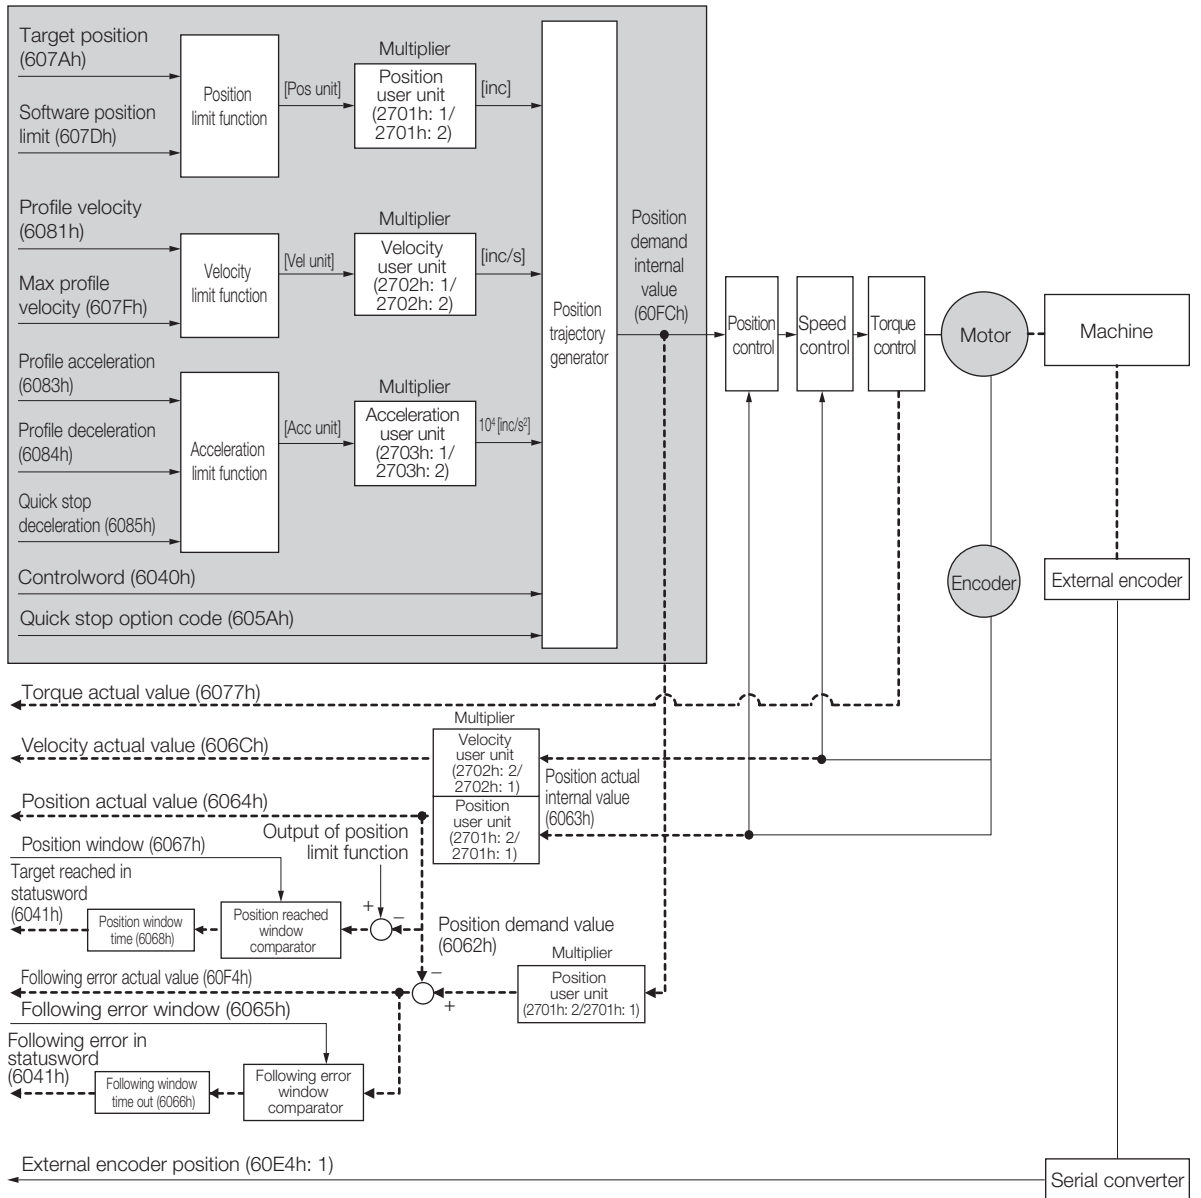 Target position
(607Ah)
Software position
limit (607Dh)
Position
limit function
[Pos unit]
Multiplier
Position
user unit
(2701h: 1/
2701h: 2)
[inc]
Profile velocity
(6081h)
Max profile
velocity (607Fh)
Velocity
limit function
[Vel unit]
Multiplier
Velocity
user unit
(2702h: 1/
2702h: 2)
[inc/s]
Profile acceleration
(6083h)
Profile deceleration
(6084h)
Quick stop
deceleration (6085h)
Acceleration
limit function
[Acc unit]
Multiplier
Acceleration
user unit
(2703h: 1/
2703h: 2)
10⁴ [inc/s²]
Controlword (6040h)
Quick stop option code (605Ah)
Position
trajectory
generator
Position
demand
internal
value
(60FCh)
Position
control
Speed
control
Torque
control
Motor
Machine
Encoder
External encoder
Torque actual value (6077h)
Velocity actual value (606Ch)
Multiplier
Velocity
user unit
(2702h: 2/
2702h: 1)
Position actual
internal value
(6063h)
Position actual value (6064h)
Position
user unit
(2701h: 2/
2701h: 1)
Position window (6067h)
Output of position
limit function
Target reached in
statusword
(6041h)
Position window
time (6068h)
Position reached
window
comparator
+
−
Position demand value
(6062h)
Multiplier
Position
user unit
(2701h: 2/2701h: 1)
Following error actual value (60F4h)
−
+
Following error window (6065h)
Following error in
statusword
(6041h)
Following window
time out (6066h)
Following error
window
comparator
External encoder position (60E4h: 1)
Serial converter